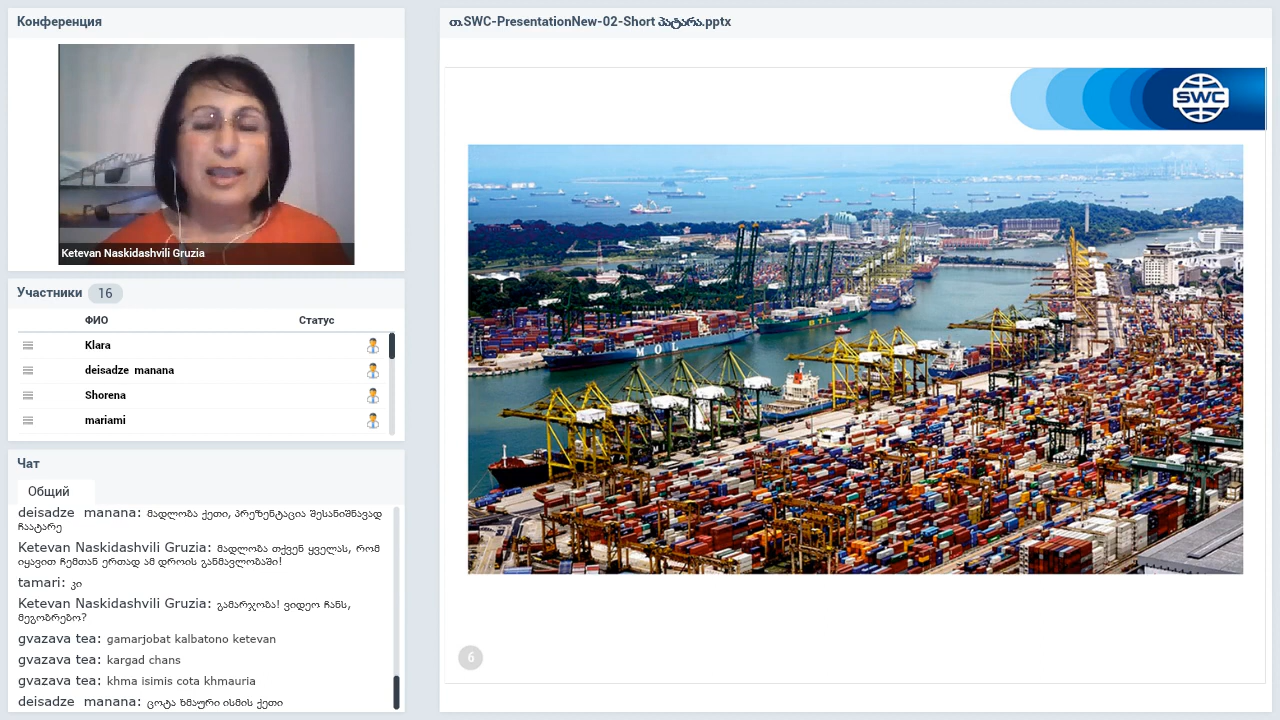 Конференция
Ketevan Naskidashvili Gruzia
Участники 16
ФИО Статус
Klara
deisadze manana
Shorena
mariami
Чат
Общий
deisadze manana: მადლობა ქეთი, პრეზენტაცია შესანიშნავად
ჩაატარე
Ketevan Naskidashvili Gruzia: მადლობა თქვენ ყველას, რომ
იყავით ჩემთან ერთად ამ დროის განმავლობაში!
tamari: კი
Ketevan Naskidashvili Gruzia: გამარჯობა! ვიდეო ჩანს,
მეგობრებო?
gvazava tea: gamarjobat kalbatono ketevan
gvazava tea: kargad chans
gvazava tea: khma isimis cota khmauria
deisadze manana: ცოტა ხმაური ისმის ქეთი
თ.SWC-PresentationNew-02-Short პატარა.pptx
SWC
MOL
6